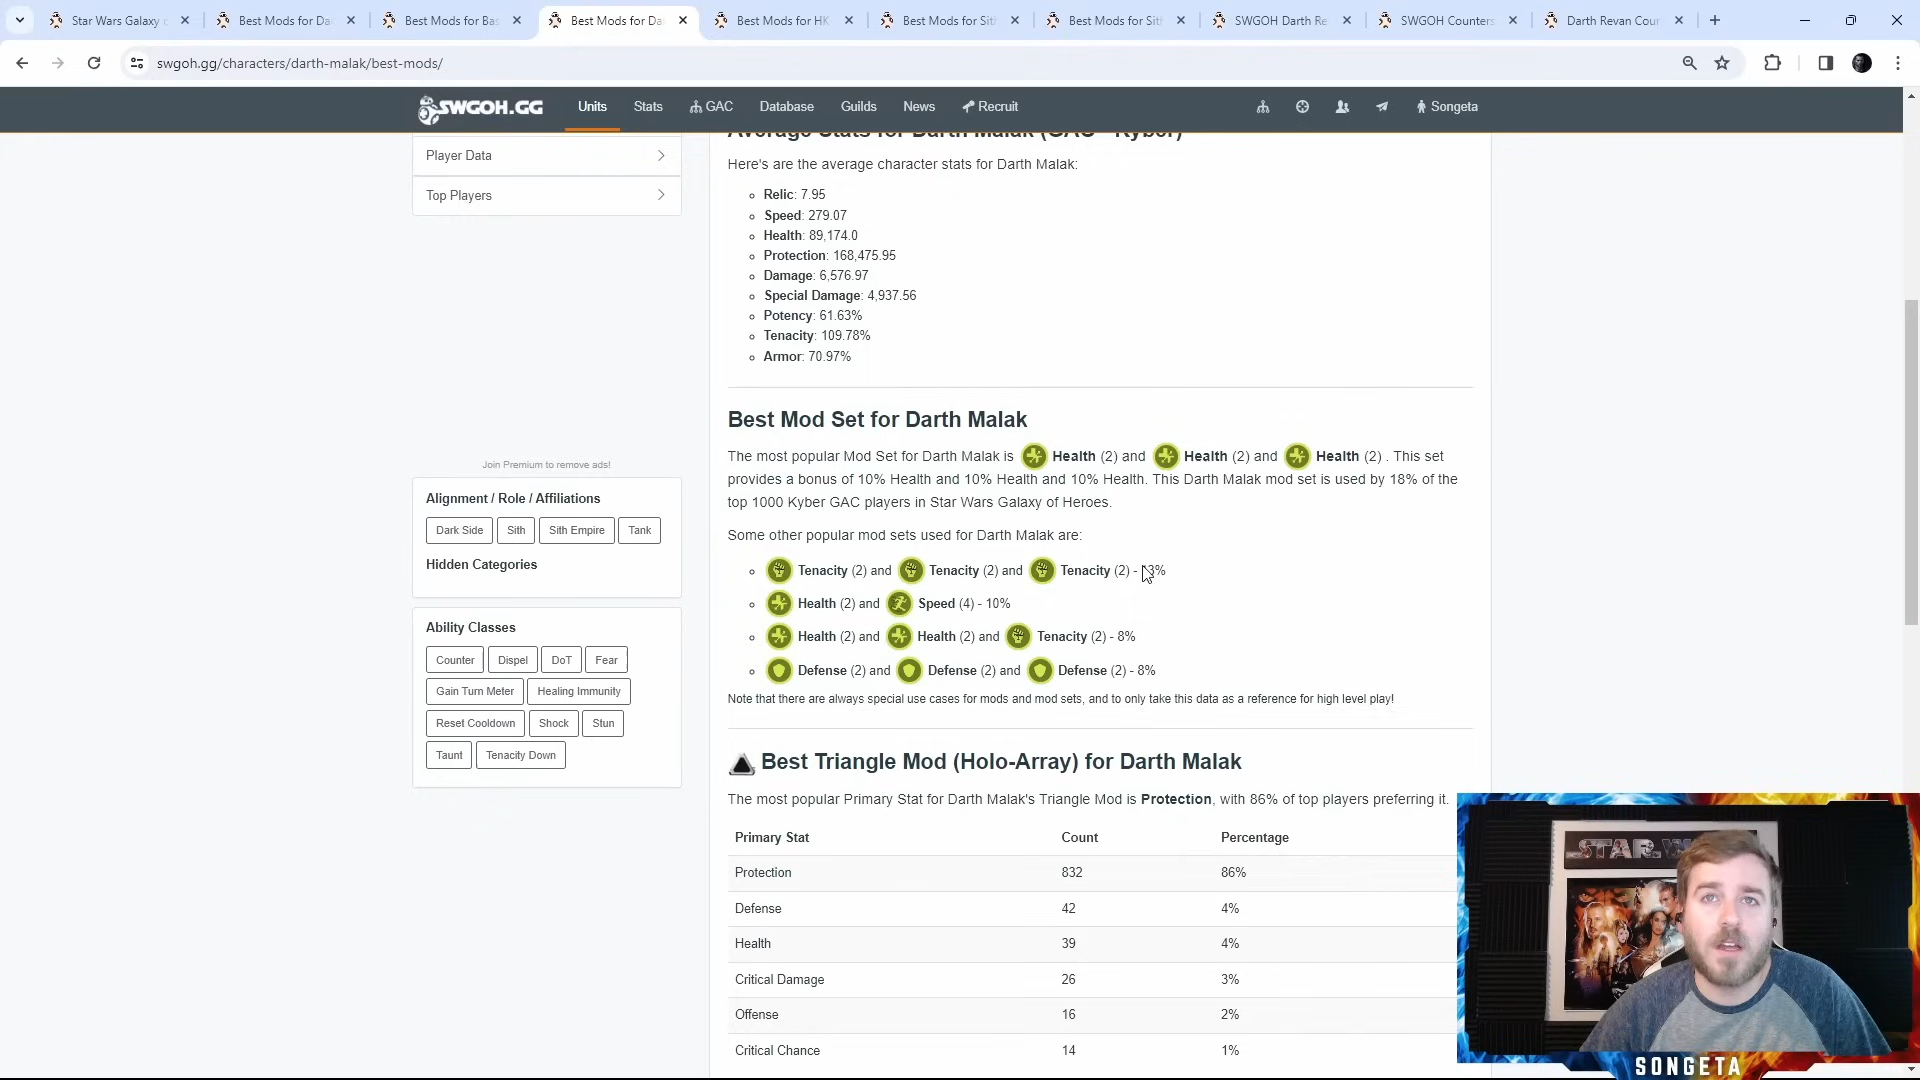 Star Wars Galaxy
Best Mods for Da
Best Mods for Bas
Best Mods for Da
Best Mods for HK
Best Mods for Sit
Best Mods for Sit
SWGOH Darth Re
SWGOH Counters
Darth Revan Coun
swgoh.gg/characters/darth-malak/best-mods/
SWGOH.GG
Units
Stats
GAC
Database
Guilds
News
Recruit
Songeta
Player Data
Top Players
Join Premium to remove ads!
Alignment / Role / Affiliations
Dark Side
Sith
Sith Empire
Tank
Hidden Categories
Ability Classes
Counter
Dispel
DoT
Fear
Gain Turn Meter
Healing Immunity
Reset Cooldown
Shock
Stun
Taunt
Tenacity Down
Average Stats for Darth Malak (GAC - Kyber)
Here's are the average character stats for Darth Malak:
Relic: 7.95
Speed: 279.07
Health: 89,174.0
Protection: 168,475.95
Damage: 6,576.97
Special Damage: 4,937.56
Potency: 61.63%
Tenacity: 109.78%
Armor: 70.97%
Best Mod Set for Darth Malak
The most popular Mod Set for Darth Malak is Health (2) and Health (2) and Health (2) . This set
provides a bonus of 10% Health and 10% Health and 10% Health. This Darth Malak mod set is used by 18% of the
top 1000 Kyber GAC players in Star Wars Galaxy of Heroes.
Some other popular mod sets used for Darth Malak are:
Tenacity (2) and Tenacity (2) and Tenacity (2) - 3%
Health (2) and Speed (4) - 10%
Health (2) and Health (2) and Tenacity (2) - 8%
Defense (2) and Defense (2) and Defense (2) - 8%
Note that there are always special use cases for mods and mod sets, and to only take this data as a reference for high level play!
Best Triangle Mod (Holo-Array) for Darth Malak
The most popular Primary Stat for Darth Malak's Triangle Mod is Protection, with 86% of top players preferring it.
Primary Stat Count Percentage
Protection 832 86%
Defense 42 4%
Health 39 4%
Critical Damage 26 3%
Offense 16 2%
Critical Chance 14 1%
STAR W
SONGETA